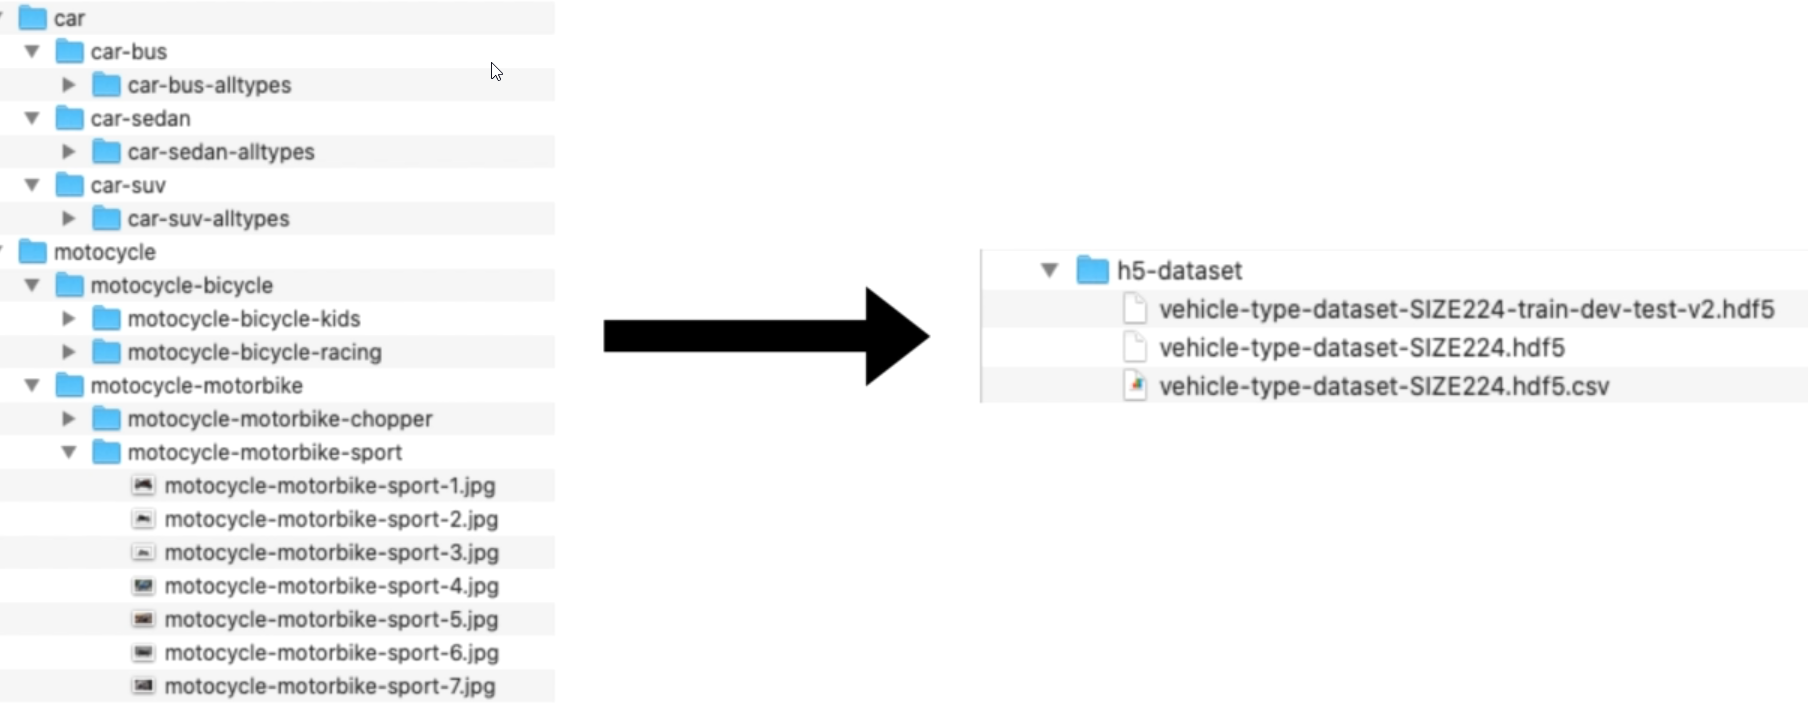 car
car-bus
car-bus-alltypes
car-sedan
car-sedan-alltypes
car-suv
car-suv-alltypes
motocycle
motocycle-bicycle
motocycle-bicycle-kids
motocycle-bicycle-racing
motocycle-motorbike
motocycle-motorbike-chopper
motocycle-motorbike-sport
motocycle-motorbike-sport-1.jpg
motocycle-motorbike-sport-2.jpg
motocycle-motorbike-sport-3.jpg
motocycle-motorbike-sport-4.jpg
motocycle-motorbike-sport-5.jpg
motocycle-motorbike-sport-6.jpg
motocycle-motorbike-sport-7.jpg
h5-dataset
vehicle-type-dataset-SIZE224-train-dev-test-v2.hdf5
vehicle-type-dataset-SIZE224.hdf5
vehicle-type-dataset-SIZE224.hdf5.csv